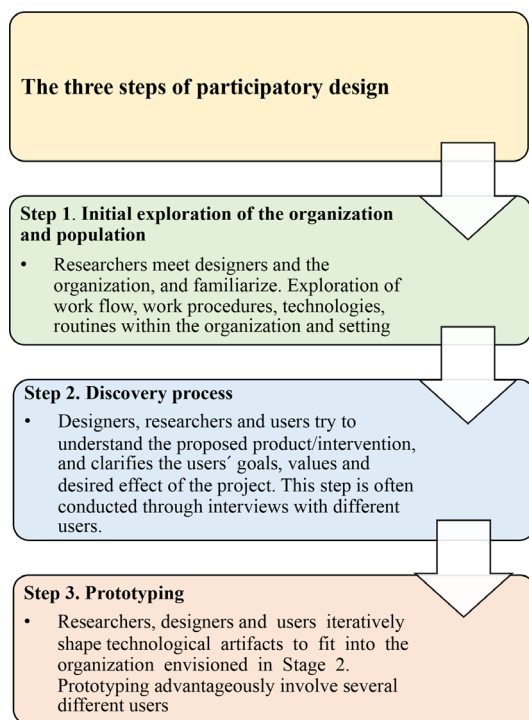 The three steps of participatory design
Step 1. Initial exploration of the organization
and population
• Researchers meet designers and the
organization, and familiarize. Exploration of
work flow, work procedures, technologies,
routines within the organization and setting
Step 2. Discovery process
• Designers, researchers and users try to
understand the proposed product/intervention,
and clarifies the users´ goals, values and
desired effect of the project. This step is often
conducted through interviews with different
users.
Step 3. Prototyping
• Researchers, designers and users iteratively
shape technological artifacts to fit into the
organization envisioned in Stage 2.
Prototyping advantageously involve several
different users